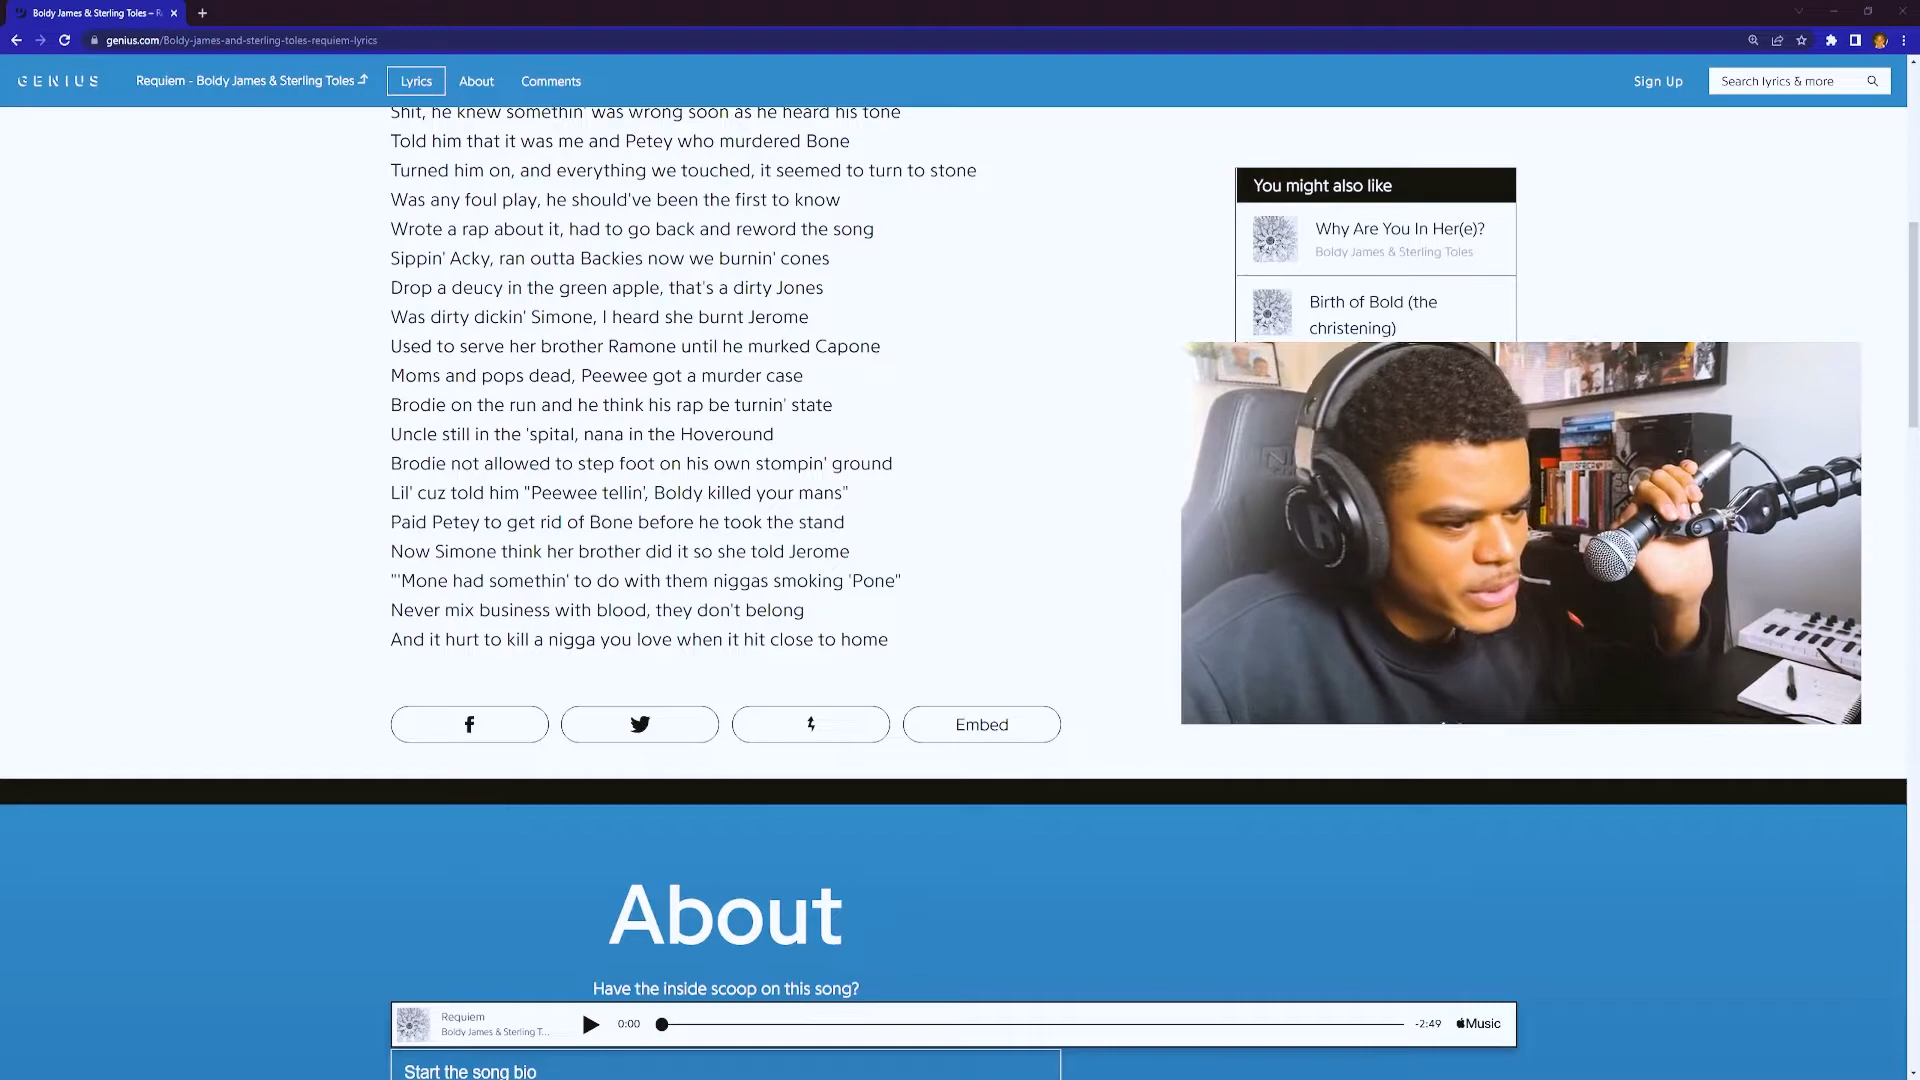 Boldy James & Sterling Toles – R
genius.com/Boldy-james-and-sterling-toles-requiem-lyrics
GENIUS
Requiem - Boldy James & Sterling Toles
Lyrics
About
Comments
Sign Up
Search lyrics & more
Shit, he knew somethin' was wrong soon as he heard his tone
Told him that it was me and Petey who murdered Bone
Turned him on, and everything we touched, it seemed to turn to stone
Was any foul play, he should've been the first to know
Wrote a rap about it, had to go back and reword the song
Sippin' Acky, ran outta Backies now we burnin' cones
Drop a deucy in the green apple, that's a dirty Jones
Was dirty dickin' Simone, I heard she burnt Jerome
Used to serve her brother Ramone until he murked Capone
Moms and pops dead, Peewee got a murder case
Brodie on the run and he think his rap be turnin' state
Uncle still in the 'spital, nana in the Hoveround
Brodie not allowed to step foot on his own stompin' ground
Lil' cuz told him "Peewee tellin', Boldy killed your mans"
Paid Petey to get rid of Bone before he took the stand
Now Simone think her brother did it so she told Jerome
"'Mone had somethin' to do with them niggas smoking 'Pone"
Never mix business with blood, they don't belong
And it hurt to kill a nigga you love when it hit close to home
You might also like
Why Are You In Her(e)?
Boldy James & Sterling Toles
Birth of Bold (the
christening)
Embed
About
Have the inside scoop on this song?
Requiem
Boldy James & Sterling T...
0:00
-2:49
Music
Start the song bio